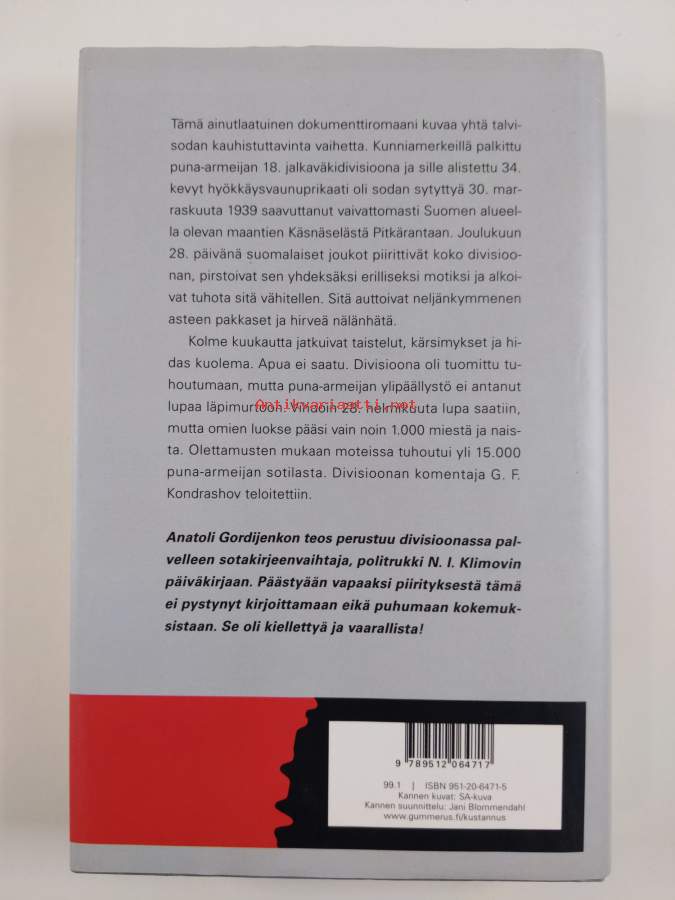 Tämä ainutlaatuinen dokumenttiromaani kuvaa yhtä talvi-
sodan kauhistuttavinta vaihetta. Kunniamerkeillä palkittu
puna-armeijan 18. jalkaväkidivisioona ja sille alistettu 34.
kevyt hyökkäysvaunuprikaati oli sodan sytyttyä 30. mar-
raskuuta 1939 saavuttanut vaivattomasti Suomen alueel-
la olevan maantien Käsnäselästä Pitkärantaan. Joulukuun
28. päivänä suomalaiset joukot piirittivät koko divisioo-
nan, pirstoivat sen yhdeksäksi erilliseksi motiksi ja alkoi-
vat tuhota sitä vähitellen. Sitä auttoivat neljänkymmenen
asteen pakkaset ja hirveä nälänhätä.
Kolme kuukautta jatkuivat taistelut, kärsimykset ja hi-
das kuolema. Apua ei saatu. Divisioona oli tuomittu tu-
houtumaan, mutta puna-armeijan ylipäällystö ei antanut
lupaa läpimurtoon. Vihdoin 28. helmikuuta lupa saatiin,
Antikvariaatti.net
mutta omien luokse pääsi vain noin 1.000 miestä ja nais-
ta. Olettamusten mukaan moteissa tuhoutui yli 15.000
puna-armeijan sotilasta. Divisioonan komentaja G. F.
Kondrashov teloitettiin.
Anatoli Gordijenkon teos perustuu divisioonassa pal-
velleen sotakirjeenvaihtaja, politrukki N. I. Klimovin
päiväkirjaan. Päästyään vapaaksi piirityksestä tämä
ei pystynyt kirjoittamaan eikä puhumaan kokemuk-
sistaan. Se oli kiellettyä ja vaarallista!
9 789512 064717
99.1 | ISBN 951-20-6471-5
Kannen kuvat: SA-kuva
Kannen suunnittelu: Jani Blommendahl
www.gummerus.fi/kustannus